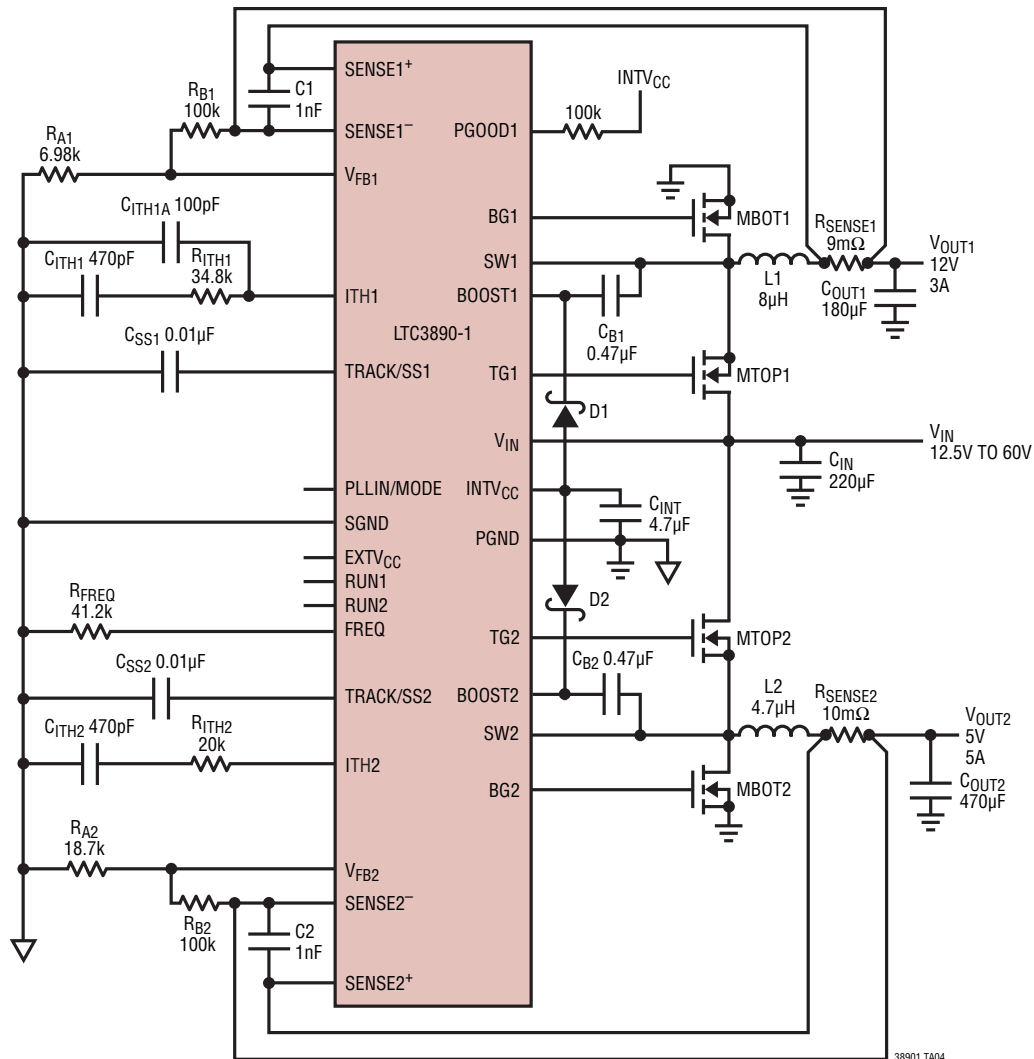 SENSE1+
RB1
100k
C1
1nF
INTVCC
100k
SENSE1–
PGOOD1
RA1
6.98k
VFB1
CITH1A 100pF
BG1
MBOT1
CITH1 470pF
RITH1
34.8k
SW1
L1
8µH
RSENSE1
9mΩ
VOUT1
12V
3A
COUT1
180µF
ITH1
BOOST1
CB1
0.47µF
LTC3890-1
CSS1 0.01µF
TRACK/SS1
TG1
MTOP1
D1
VIN
VIN
12.5V TO 60V
CIN
220µF
PLLIN/MODE
INTVCC
CINT
4.7µF
SGND
PGND
EXTVCC
RUN1
RUN2
D2
RFREQ
41.2k
FREQ
TG2
MTOP2
CSS2 0.01µF
TRACK/SS2
BOOST2
CB2 0.47µF
L2
4.7µH
RSENSE2
10mΩ
VOUT2
5V
5A
SW2
CITH2 470pF
RITH2
20k
ITH2
BG2
MBOT2
COUT2
470µF
RA2
18.7k
VFB2
SENSE2–
RB2
100k
C2
1nF
SENSE2+
38901 TA04